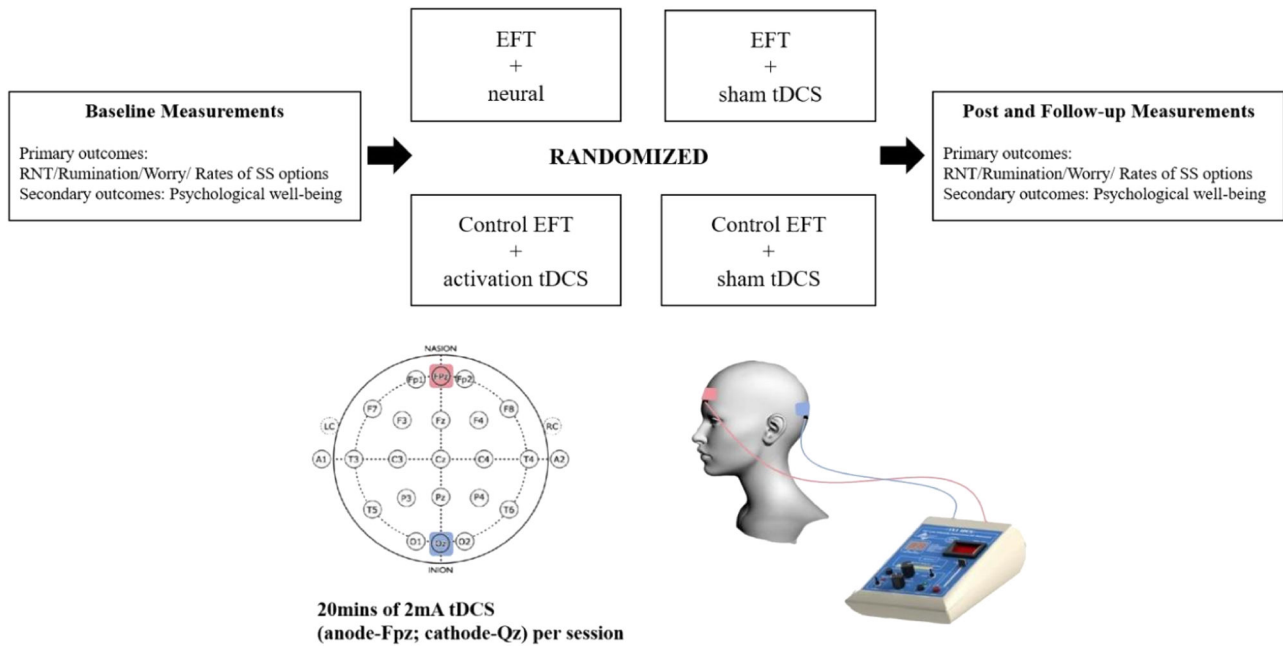 EFT
+
neural
EFT
+
sham tDCS
Baseline Measurements
Primary outcomes:
RNT/Rumination/Worry/ Rates of SS options
Secondary outcomes: Psychological well-being
RANDOMIZED
Post and Follow-up Measurements
Primary outcomes:
RNT/Rumination/Worry/ Rates of SS options
Secondary outcomes: Psychological well-being
Control EFT
+
activation tDCS
Control EFT
+
sham tDCS
NASION
Fp1 FPz Fp2
F7 F8
F3 Fz F4
LC RC
A1 T3 C3 Cz C4 T4 A2
P3 Pz P4
T5 T6
O1 Oz O2
INION
20mins of 2mA tDCS
(anode-Fpz; cathode-Qz) per session